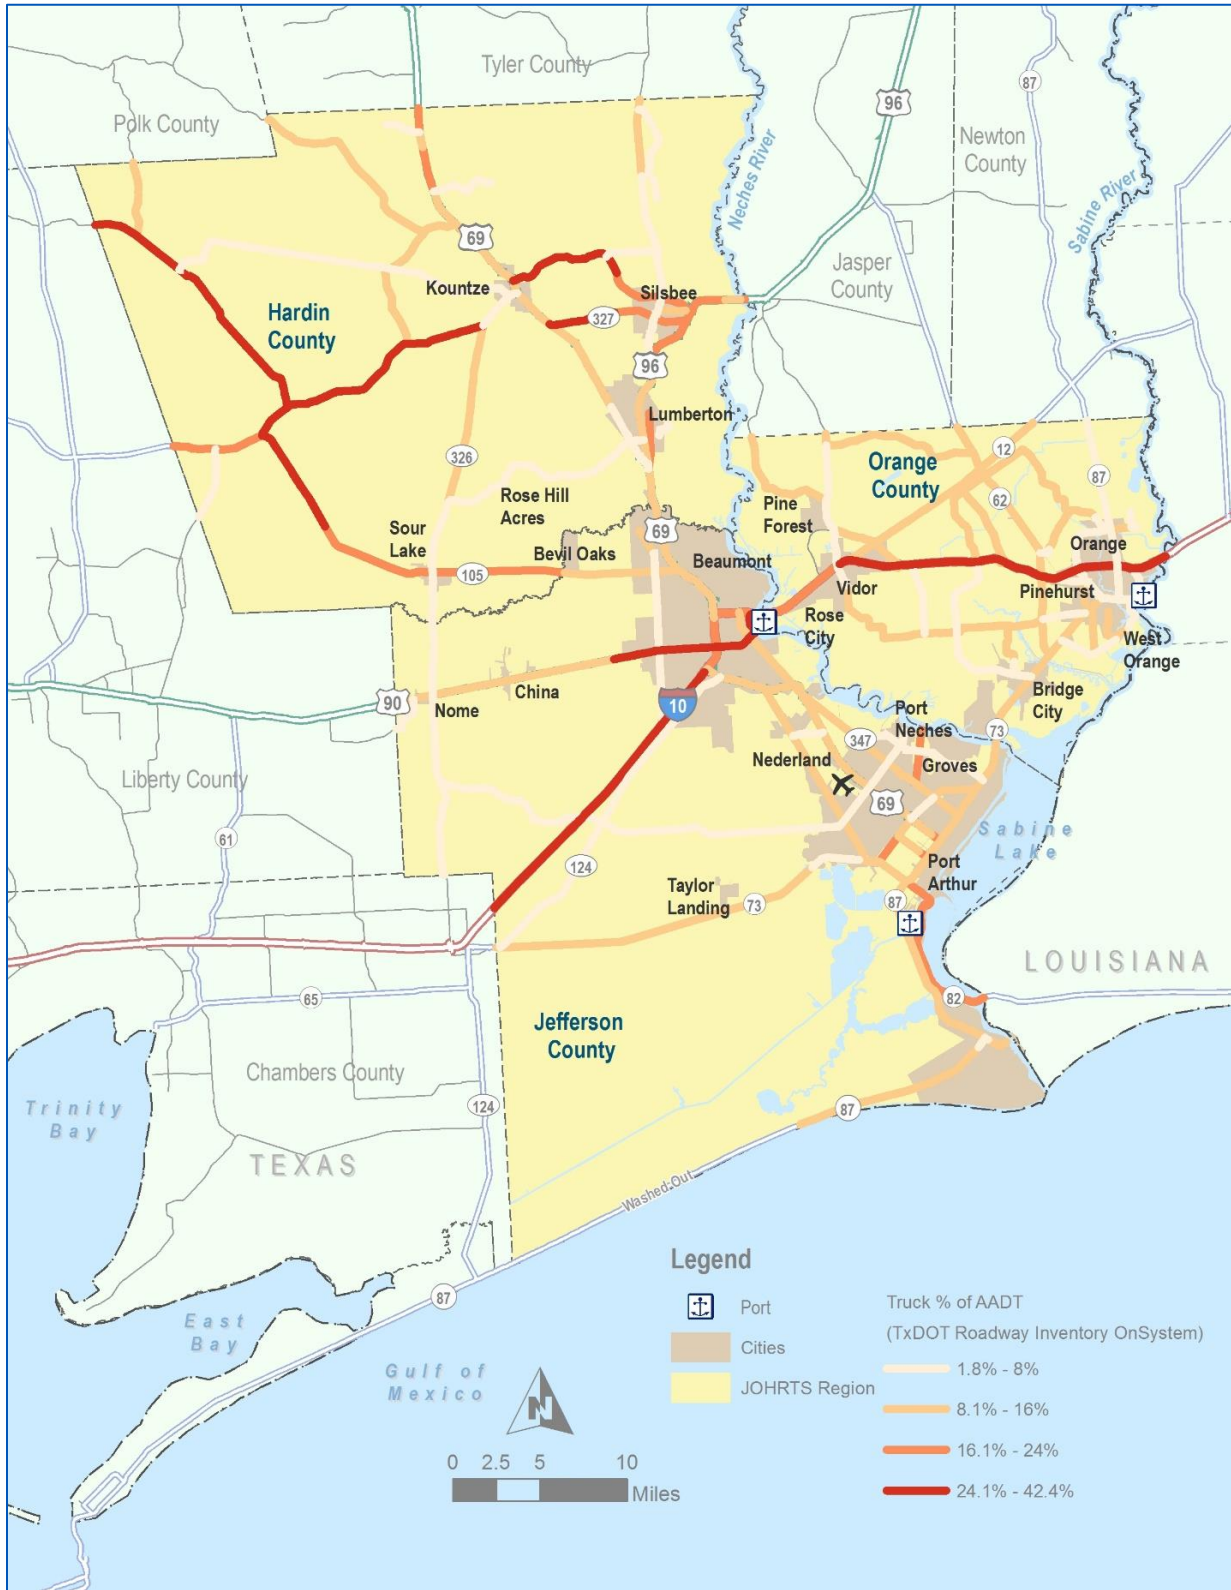 Tyler County
Polk County
96
87
Newton
County
Neches River
Sabine River
69
Jasper
County
Kountze
Silsbee
Hardin
County
327
96
Lumberton
326
Orange
County
12
87
62
Rose Hill
Acres
Pine
Forest
Sour
Lake
Bevil Oaks
69
Beaumont
Orange
105
Vidor
Pinehurst
Rose
City
West
Orange
China
90
Nome
10
Bridge
City
Port
Neches
73
347
Nederland
Groves
Liberty County
69
61
Sabine
Lake
124
Port
Arthur
Taylor
Landing
73
87
LOUISIANA
65
82
Jefferson
County
Chambers County
Trinity
Bay
124
87
TEXAS
Washed Out
Legend
87
Port
Truck % of AADT
(TxDOT Roadway Inventory OnSystem)
East
Bay
Cities
1.8% - 8%
Gulf of
Mexico
JOHRTS Region
8.1% - 16%
N
16.1% - 24%
0 2.5 5 10
Miles
24.1% - 42.4%